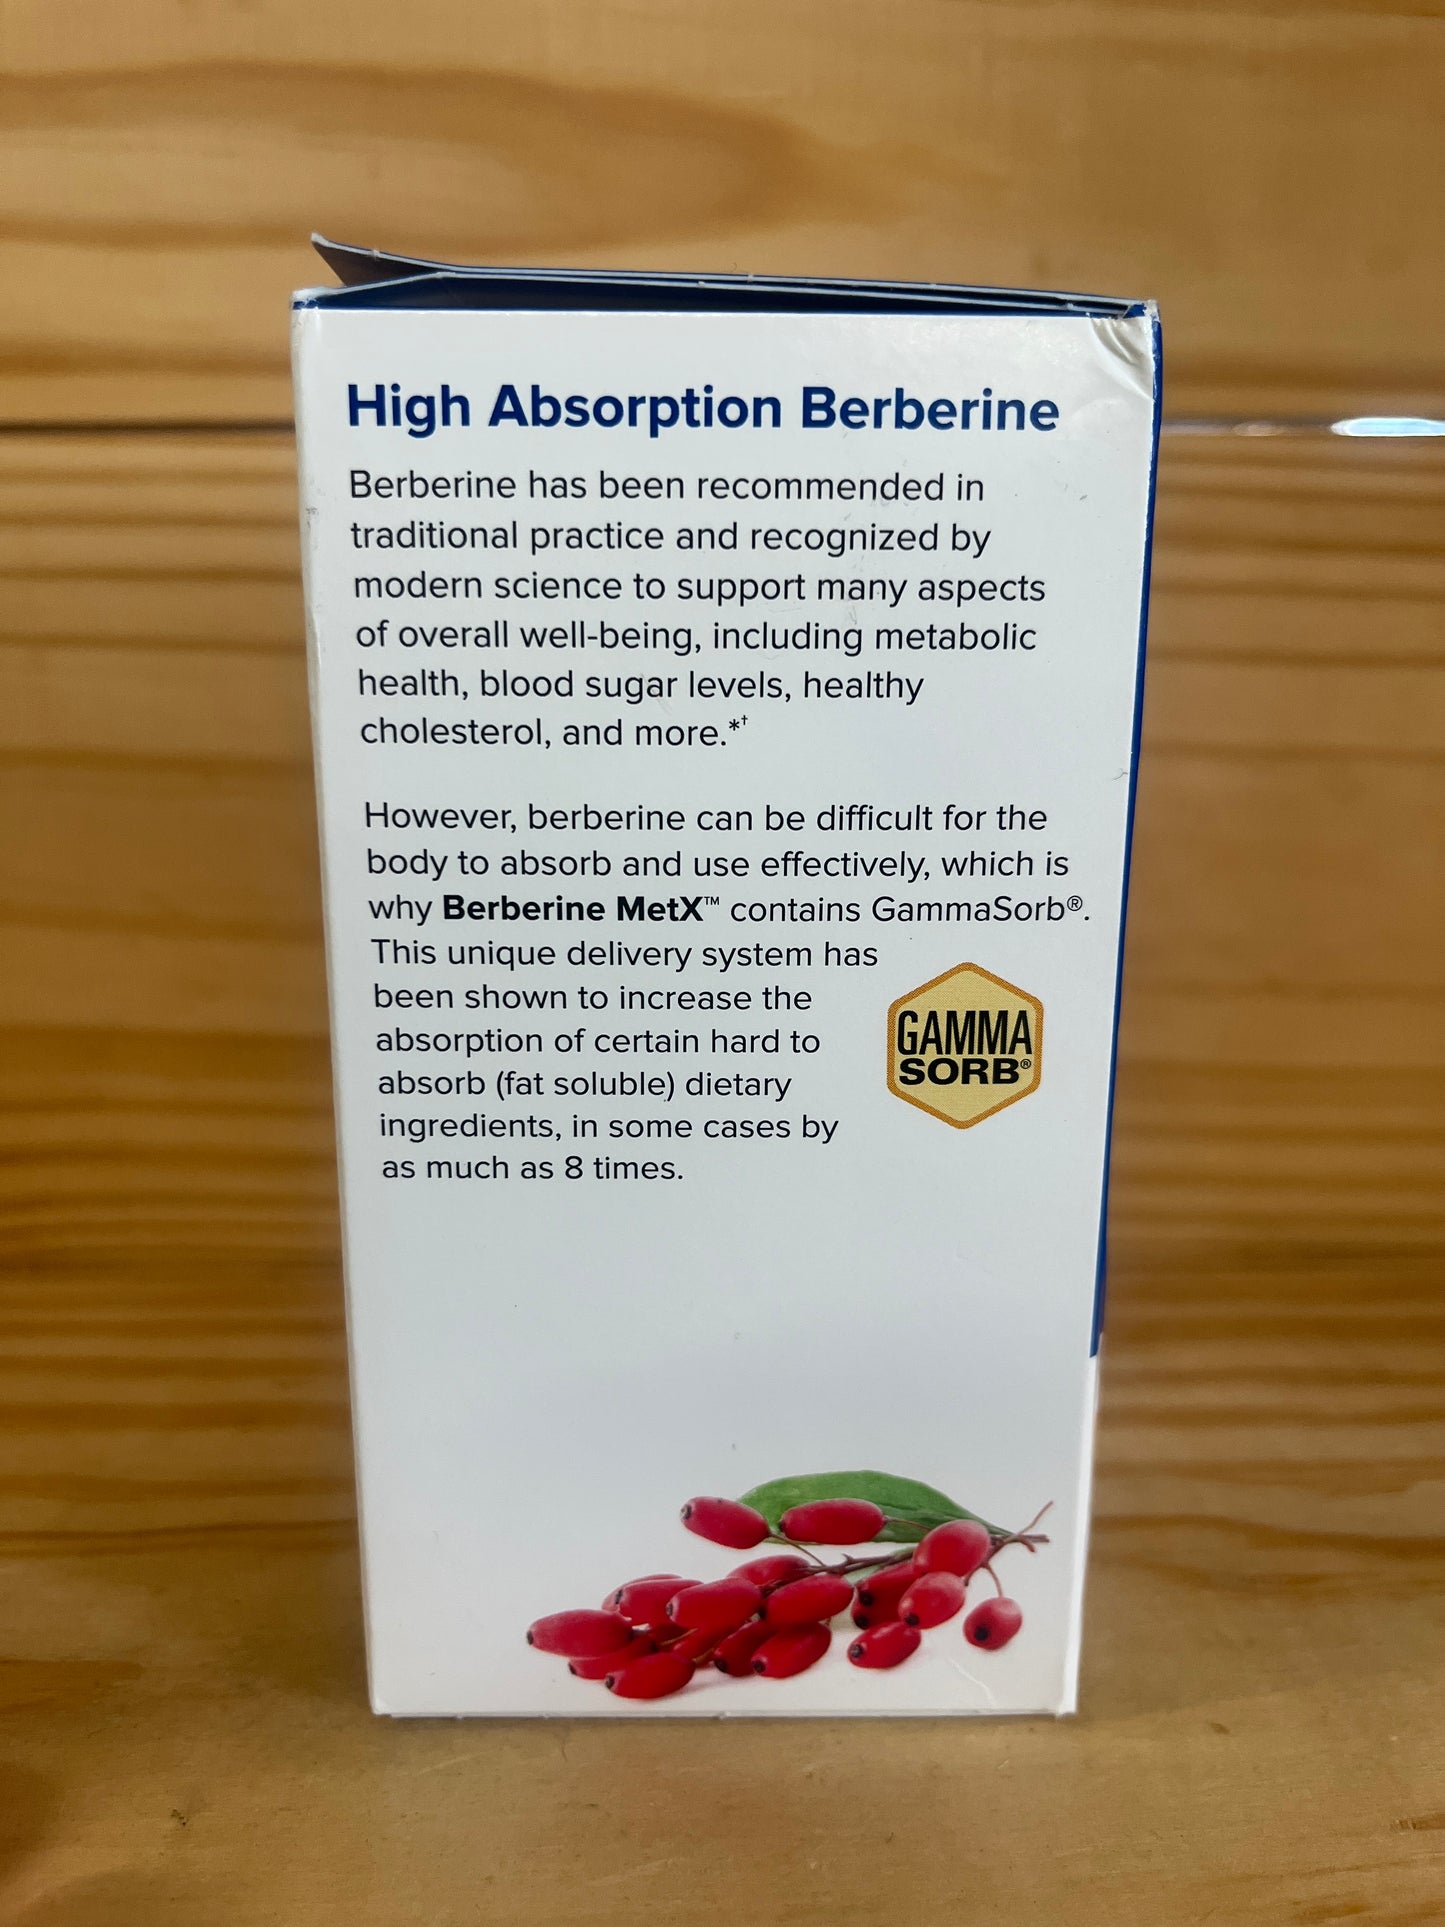 High Absorption Berberine
Berberine has been recommended in
traditional practice and recognized by
modern science to support many aspects
of overall well-being, including metabolic
health, blood sugar levels, healthy
cholesterol, and more.*†
However, berberine can be difficult for the
body to absorb and use effectively, which is
why Berberine MetX™ contains GammaSorb®.
This unique delivery system has
been shown to increase the
absorption of certain hard to
absorb (fat soluble) dietary
ingredients, in some cases by
as much as 8 times.
GAMMA
SORB®